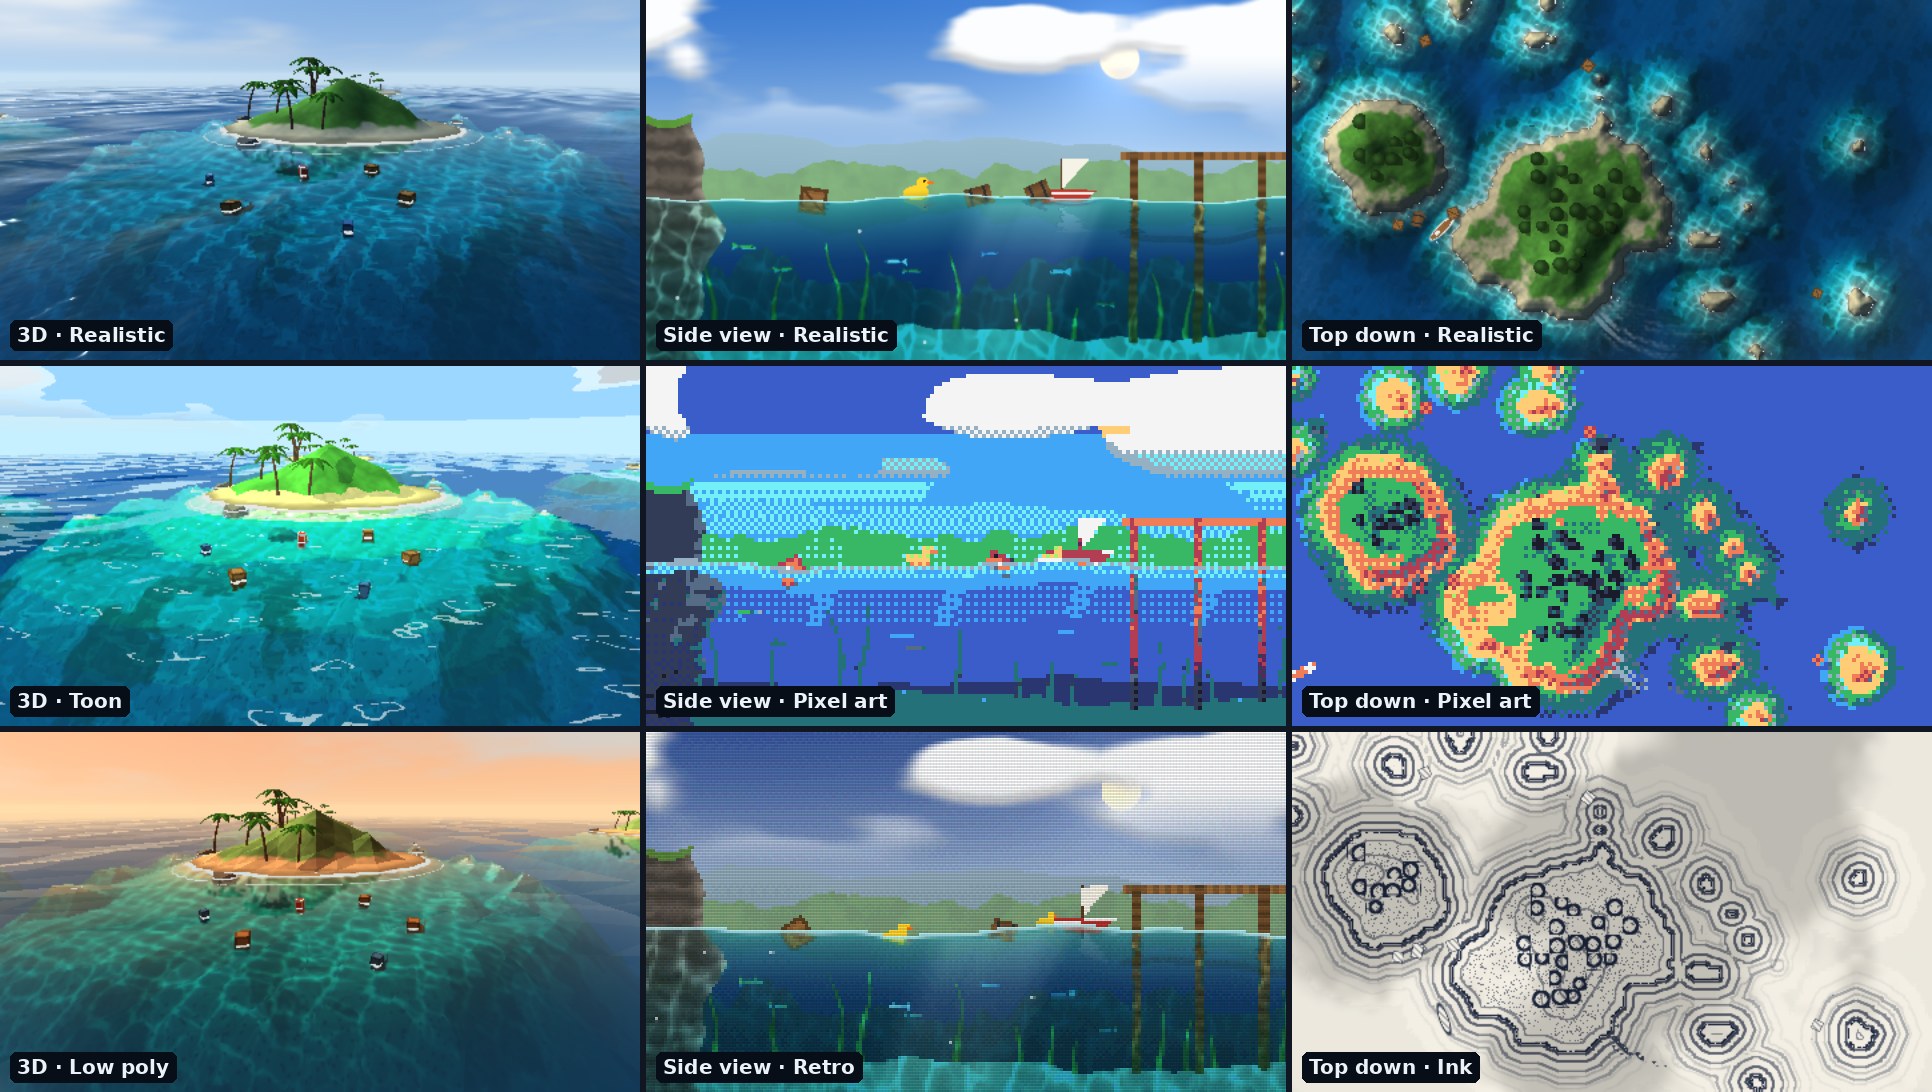 3D · Realistic
Side view · Realistic
Top down · Realistic
3D · Toon
Side view · Pixel art
Top down · Pixel art
3D · Low poly
Side view · Retro
Top down · Ink